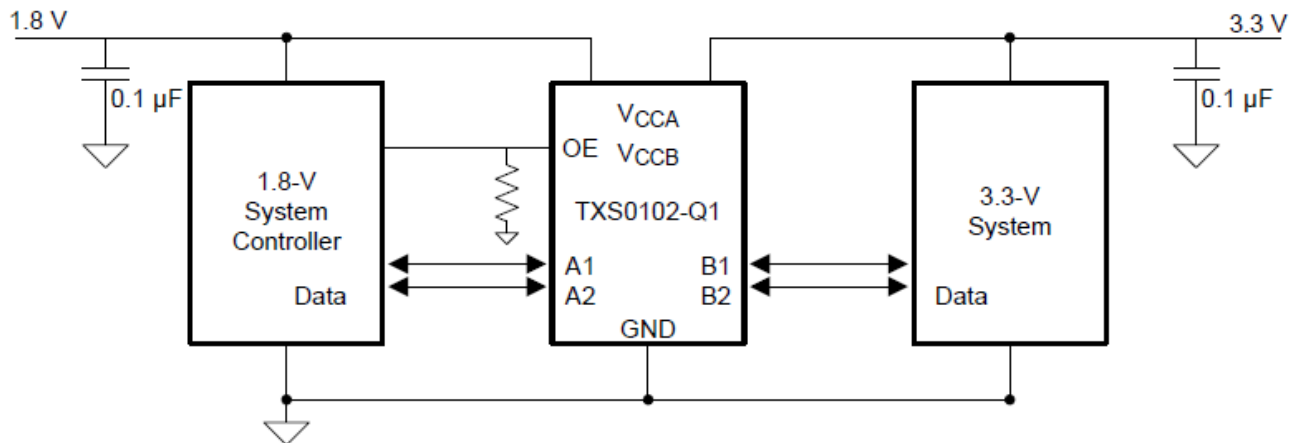 1.8 V
3.3 V
0.1 µF
0.1 µF
VCCA
OE
VCCB
1.8-V
System
Controller
TXS0102-Q1
3.3-V
System
A1
B1
Data
A2
B2
Data
GND